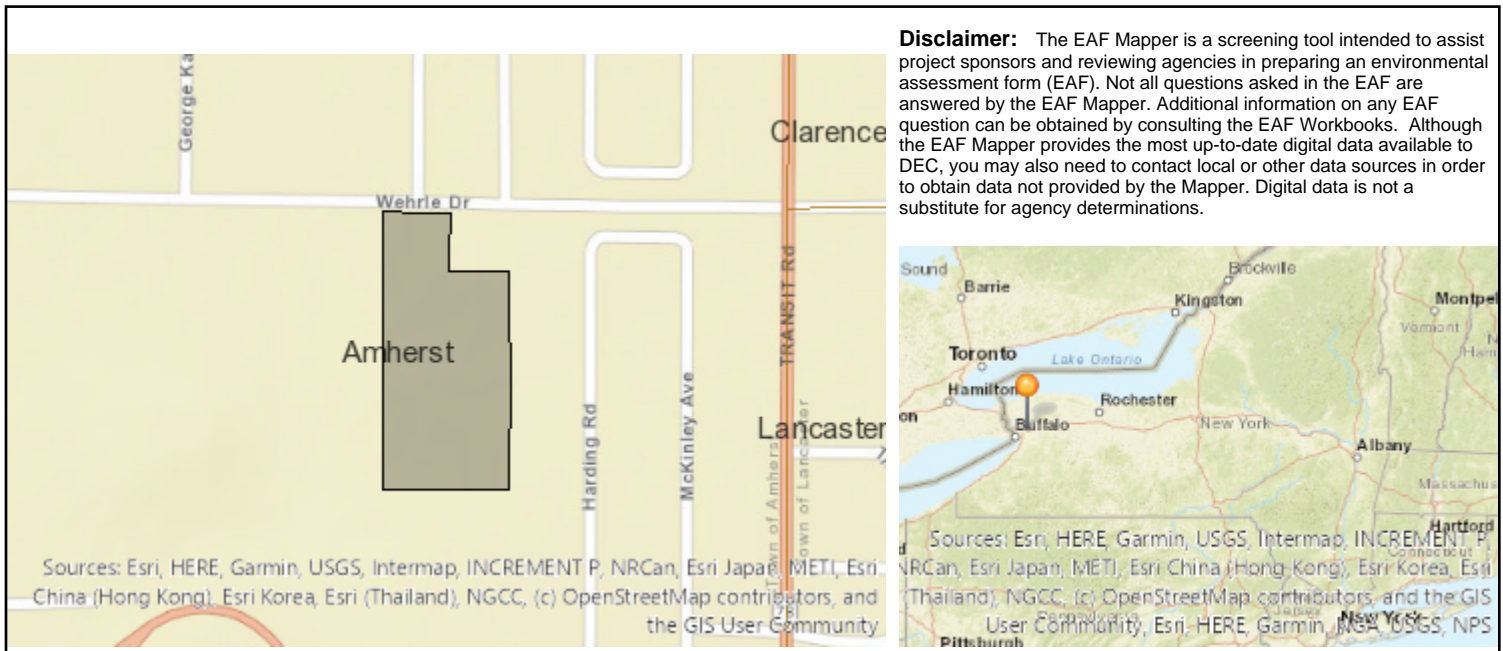 Disclaimer: The EAF Mapper is a screening tool intended to assist
project sponsors and reviewing agencies in preparing an environmental
assessment form (EAF). Not all questions asked in the EAF are
answered by the EAF Mapper. Additional information on any EAF
question can be obtained by consulting the EAF Workbooks. Although
the EAF Mapper provides the most up-to-date digital data available to
DEC, you may also need to contact local or other data sources in order
to obtain data not provided by the Mapper. Digital data is not a
substitute for agency determinations.
George Ka
Clarence
Wehrle Dr
TRANSIT Rd
Amherst
Harding Rd
McKinley Ave
Lancaster
Town of Amherst
Town of Lancaster
Sources: Esri, HERE, Garmin, USGS, Intermap, INCREMENT P, NRCan, Esri Japan, METI, Esri
China (Hong Kong), Esri Korea, Esri (Thailand), NGCC, (c) OpenStreetMap contributors, and
the GIS User Community
Sound
Barrie
Brockville
Kingston
Montpel
Vermont
Toronto
Lake Ontario
Hamilton
Rochester
Buffalo
New York
Albany
Massachus
Hartford
Connecticut
Sources: Esri, HERE, Garmin, USGS, Intermap, INCREMENT P,
NRCan, Esri Japan, METI, Esri China (Hong Kong), Esri Korea, Esri
(Thailand), NGCC, (c) OpenStreetMap contributors, and the GIS
User Community, Esri, HERE, Garmin, NGA, USGS, NPS
Pennsylvania
New York
Pittsburgh